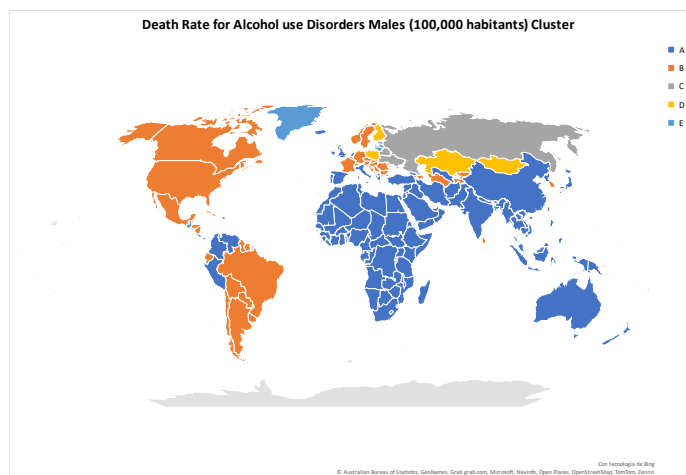 Death Rate for Alcohol use Disorders Males (100,000 habitants) Cluster
A
B
C
D
E
Con tecnología de Bing
© Australian Bureau of Statistics, GeoNames, Grab grab.com, Microsoft, Navinfo, Open Places, OpenStreetMap, TomTom, Zenrin